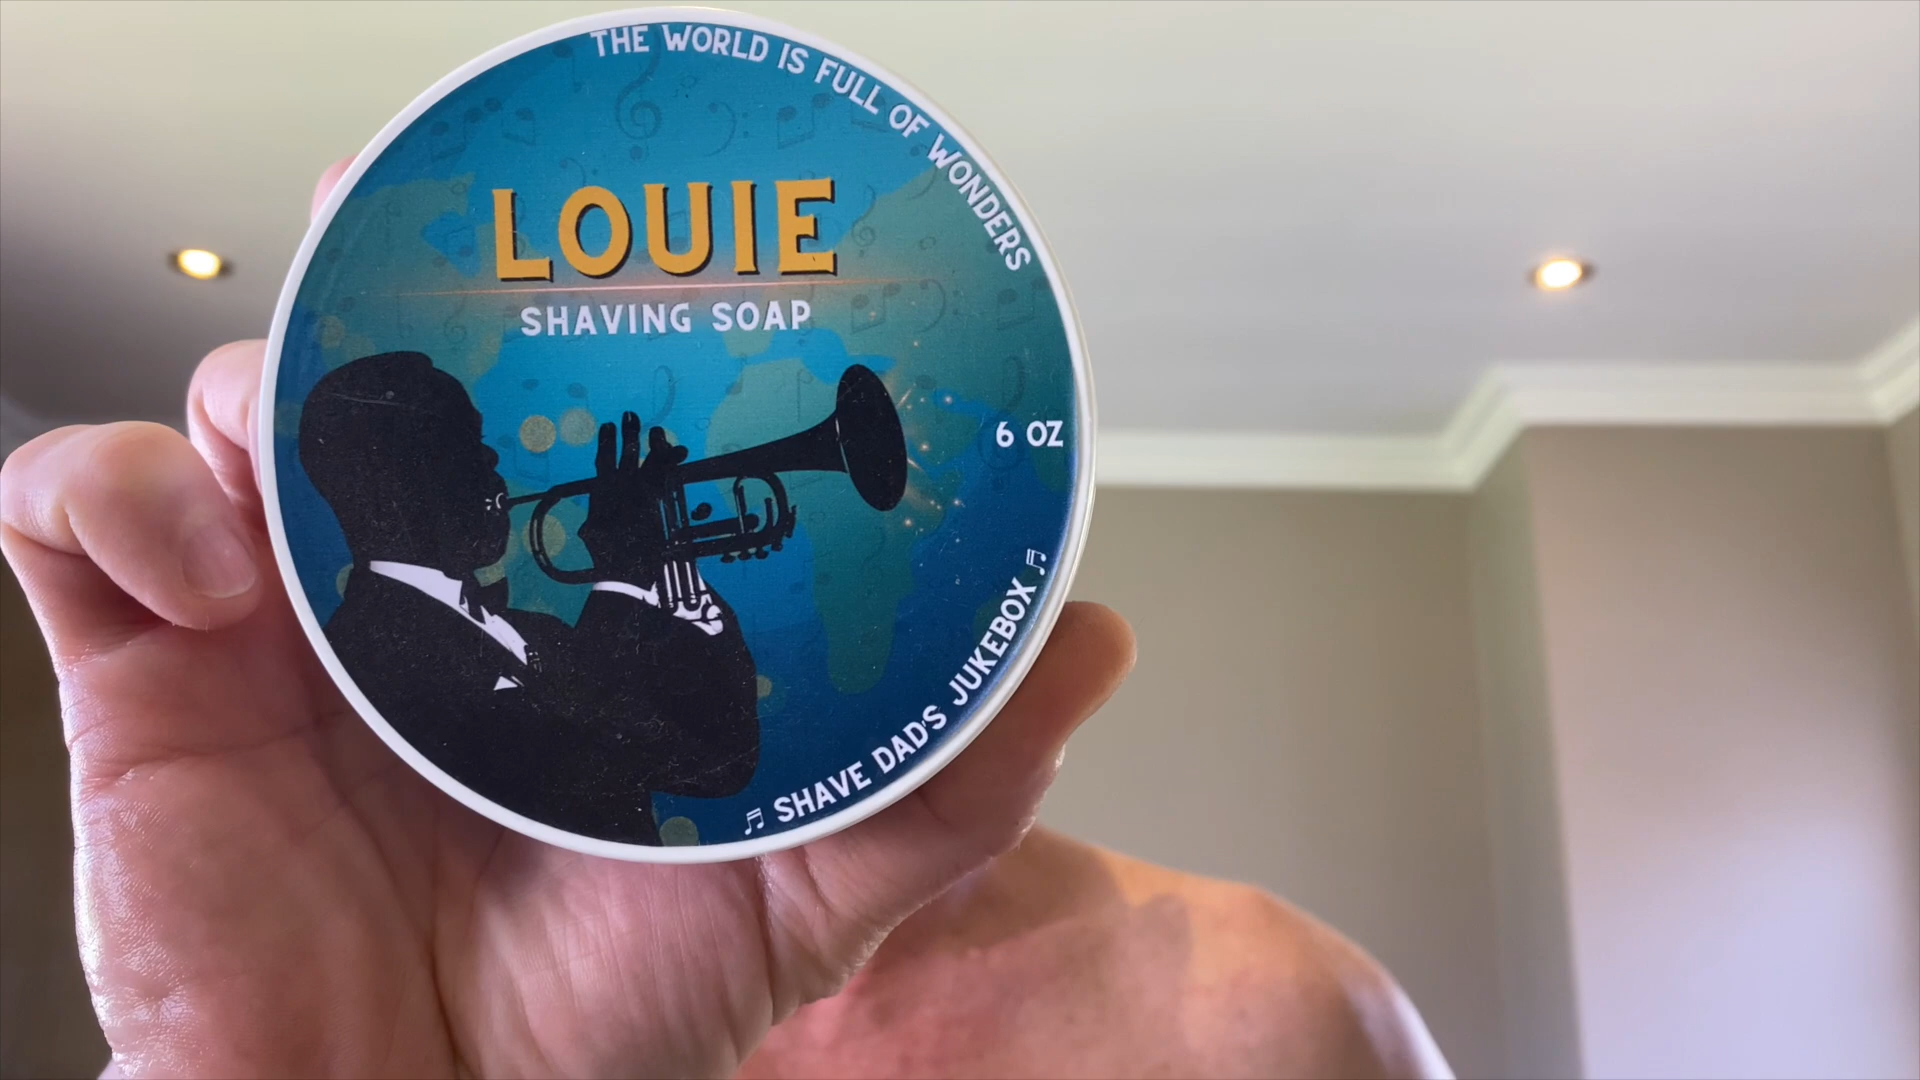 THE WORLD IS FULL OF WONDERS
LOUIE
SHAVING SOAP
6 OZ
♬ SHAVE DAD'S JUKEBOX ♬